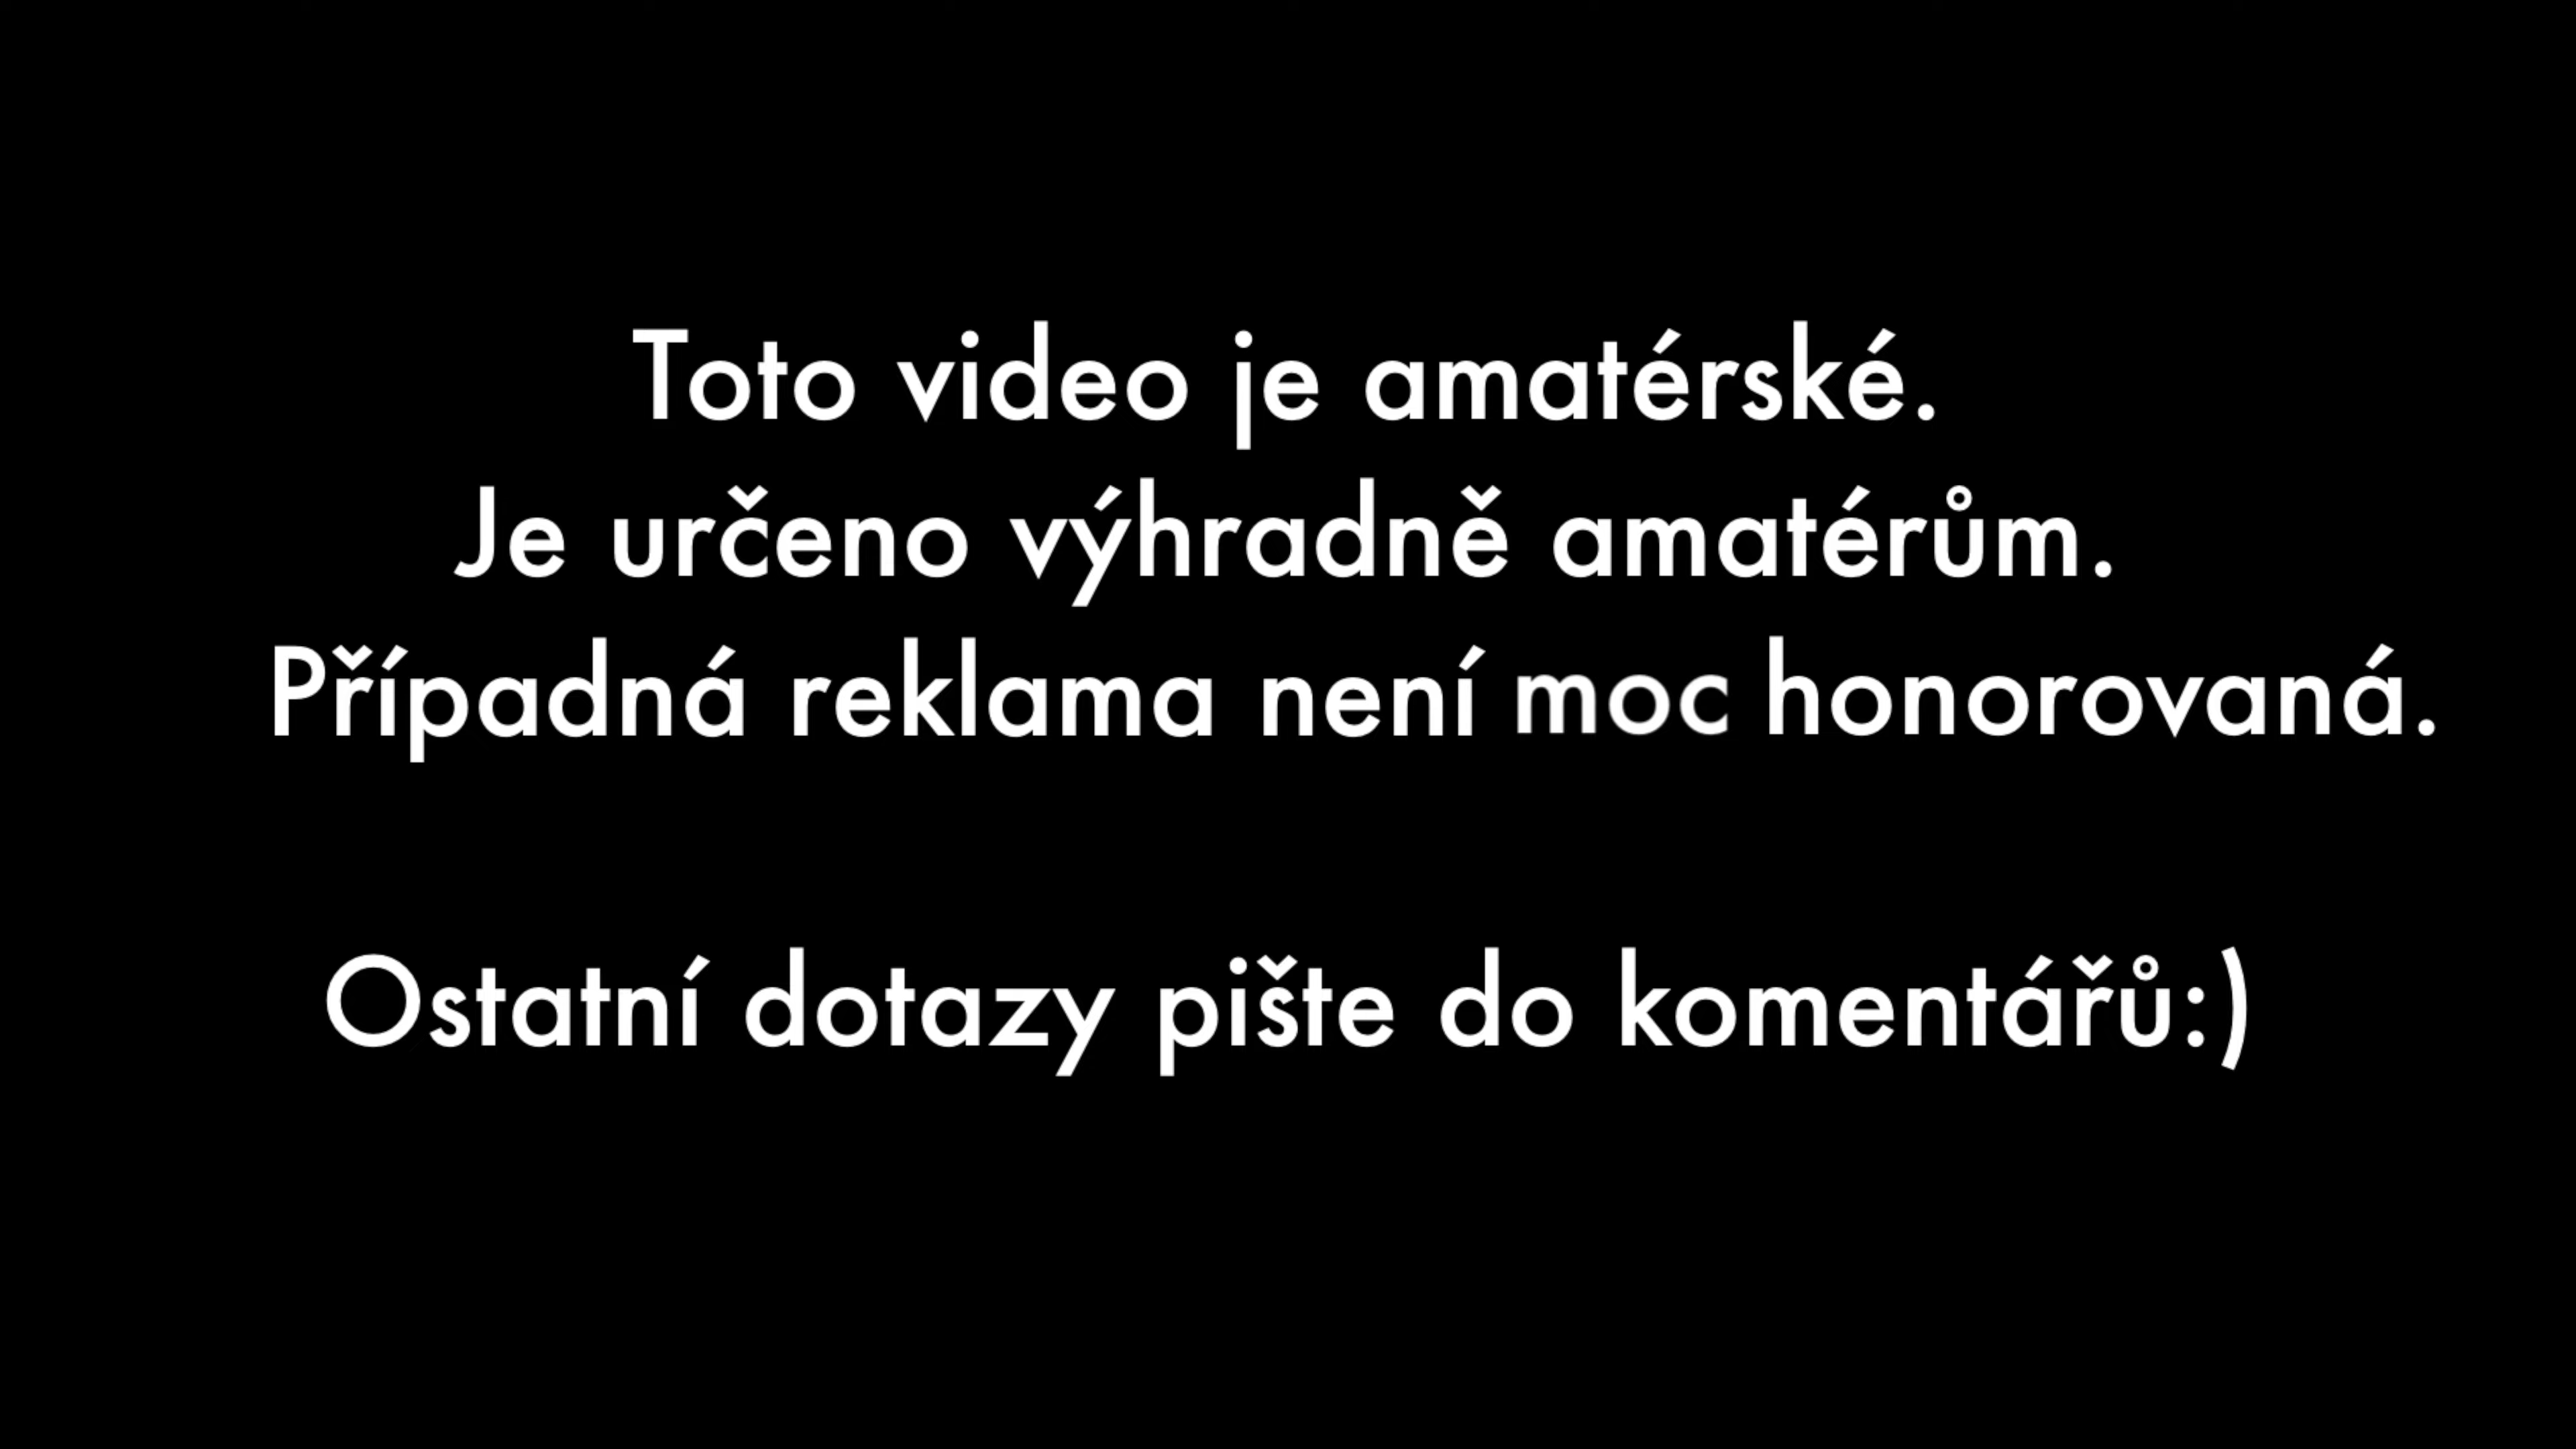 Toto video je amatérské.
Je určeno výhradně amatérům.
Případná reklama není moc honorovaná.
Ostatní dotazy pište do komentářů:)